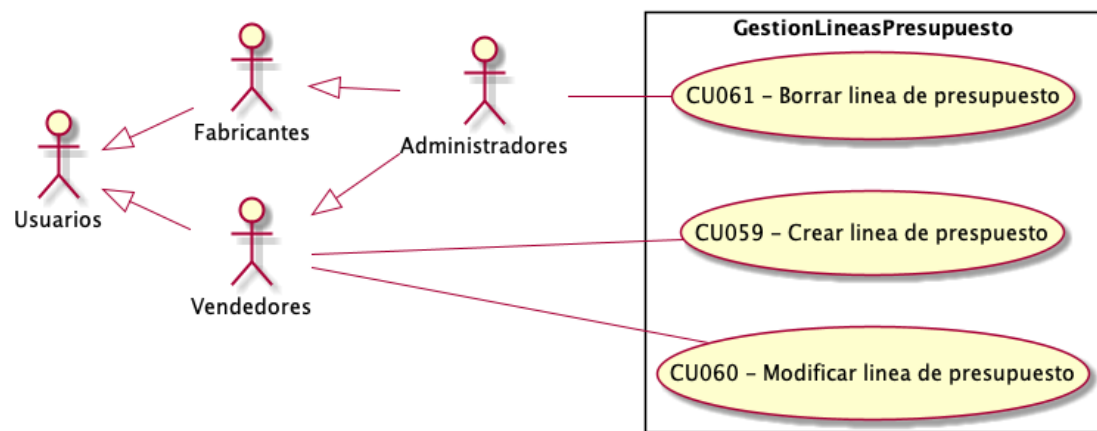 GestionLineasPresupuesto
CU061 – Borrar linea de presupuesto
Fabricantes
Administradores
Usuarios
CU059 – Crear linea de prespuesto
Vendedores
CU060 – Modificar linea de presupuesto